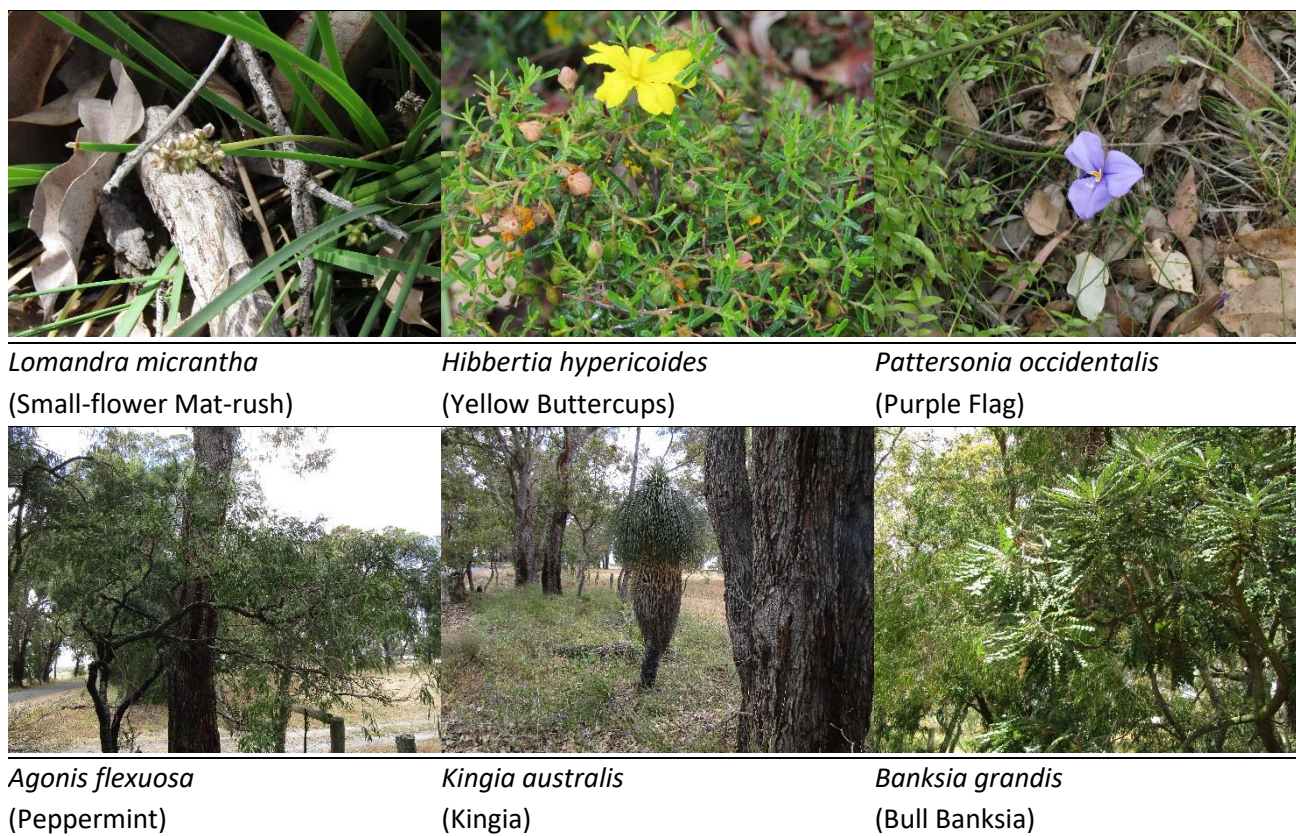 Lomandra micrantha
(Small-flower Mat-rush)
Hibbertia hypericoides
(Yellow Buttercups)
Pattersonia occidentalis
(Purple Flag)
Agonis flexuosa
(Peppermint)
Kingia australis
(Kingia)
Banksia grandis
(Bull Banksia)